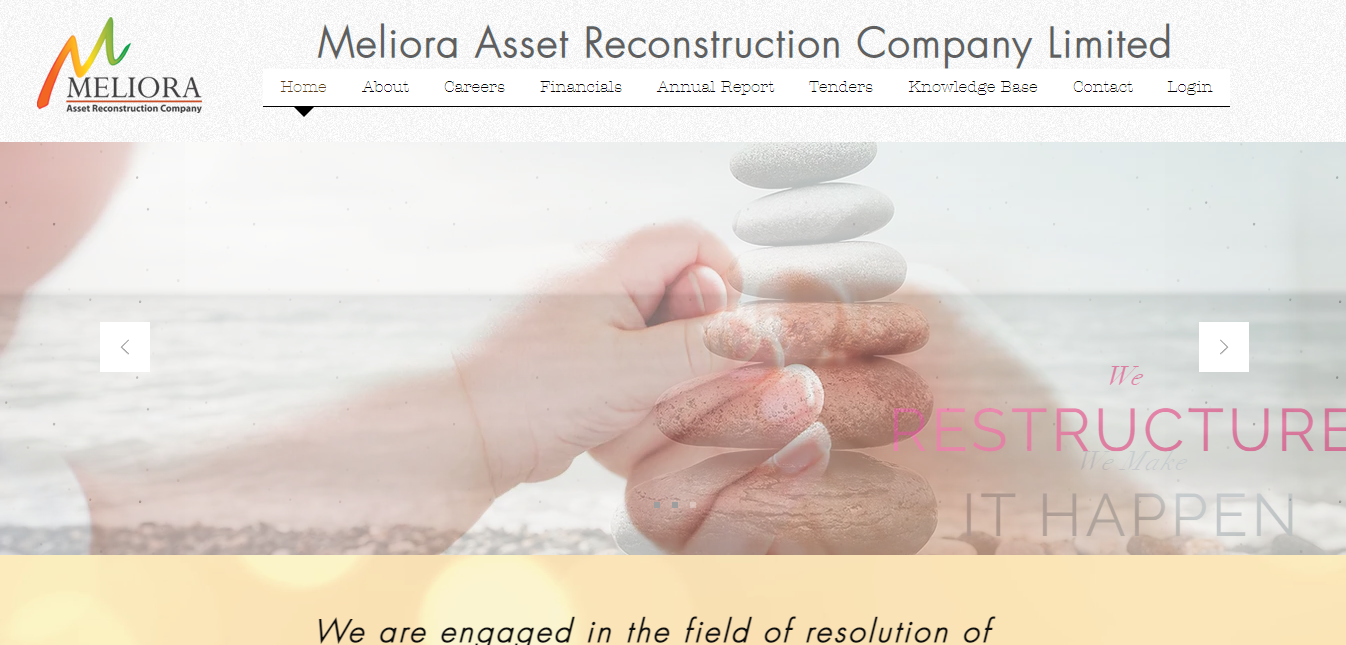 MELIORA
Asset Reconstruction Company
Meliora Asset Reconstruction Company Limited
Home About Careers Financials Annual Report Tenders Knowledge Base Contact Login
We
RESTRUCTURE
We Make
IT HAPPEN
We are engaged in the field of resolution of